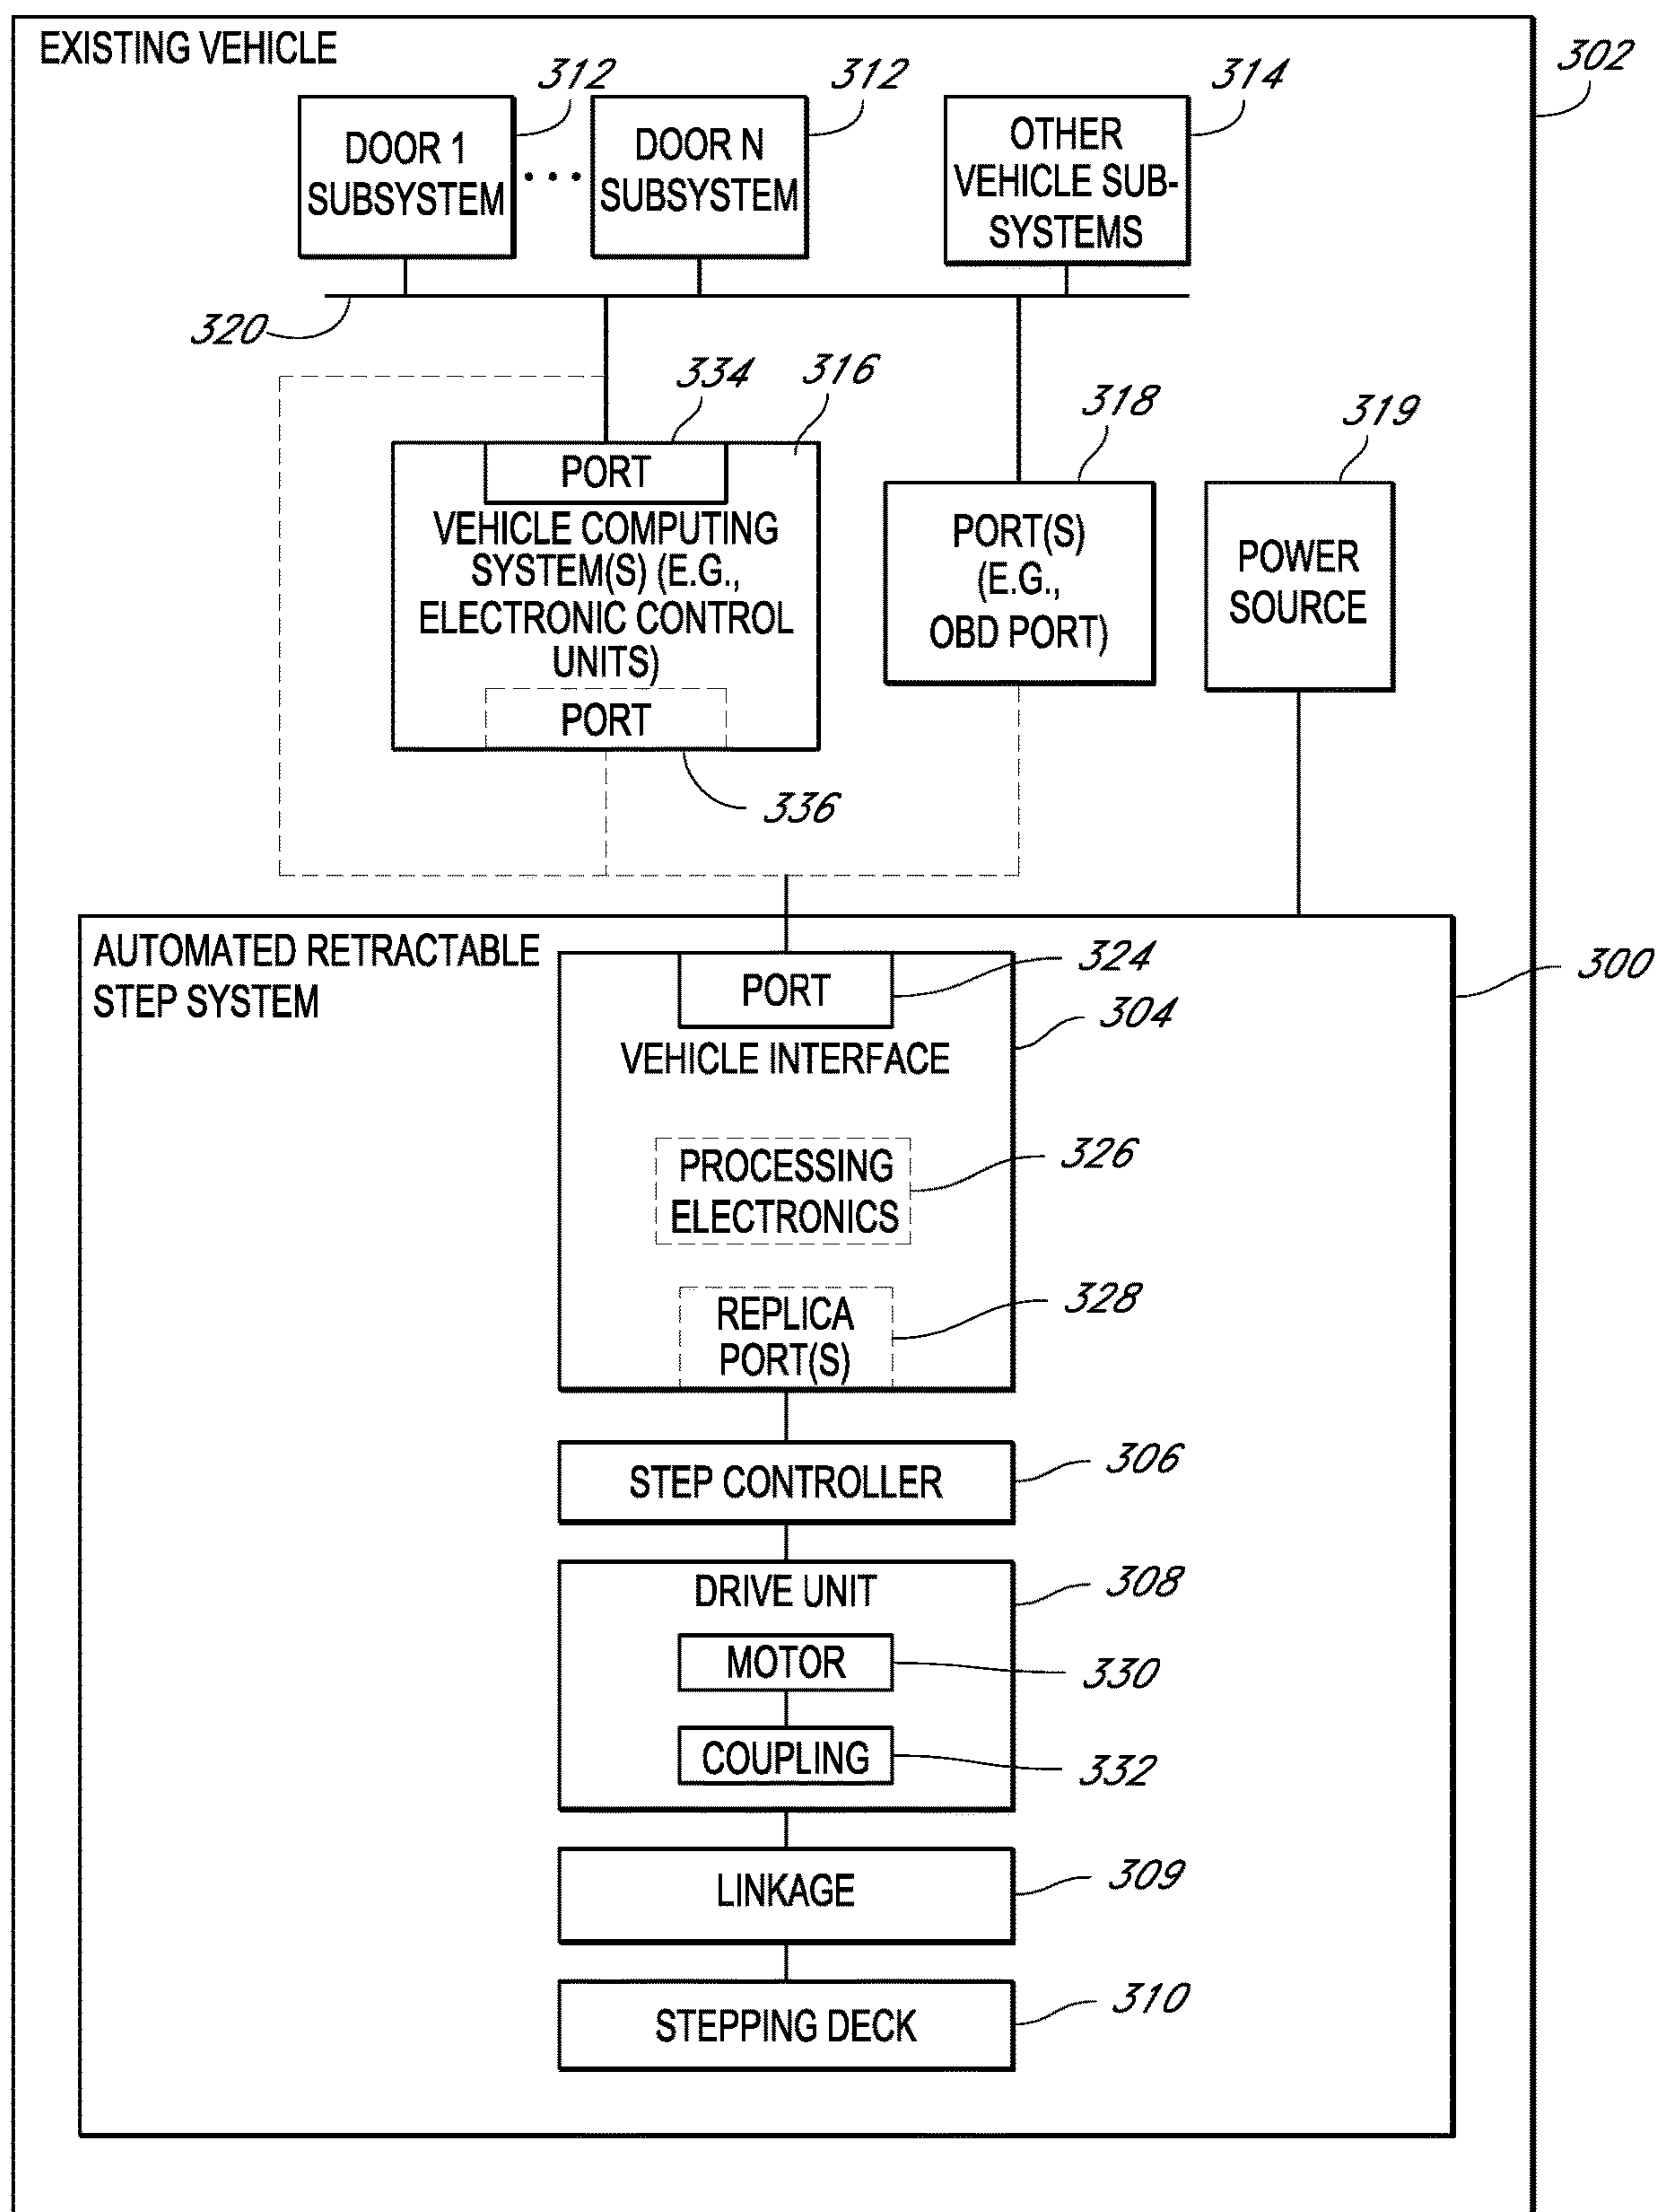 EXISTING VEHICLE
302
312
312
314
DOOR 1
SUBSYSTEM
DOOR N
SUBSYSTEM
OTHER
VEHICLE SUB-
SYSTEMS
320
334
316
318
319
PORT
VEHICLE COMPUTING
SYSTEM(S) (E.G.,
ELECTRONIC CONTROL
UNITS)
PORT
336
PORT(S)
(E.G.,
OBD PORT)
POWER
SOURCE
AUTOMATED RETRACTABLE
STEP SYSTEM
300
PORT
324
VEHICLE INTERFACE
304
PROCESSING
ELECTRONICS
326
REPLICA
PORT(S)
328
STEP CONTROLLER
306
DRIVE UNIT
308
MOTOR
330
COUPLING
332
LINKAGE
309
STEPPING DECK
310